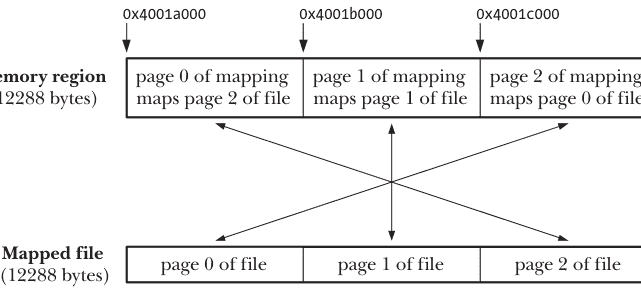 0x4001a000 0x4001b000 0x4001c000
emory region
12288 bytes)
page 0 of mapping
maps page 2 of file
page 1 of mapping
maps page 1 of file
page 2 of mapping
maps page 0 of file
Mapped file
(12288 bytes)
page 0 of file
page 1 of file
page 2 of file